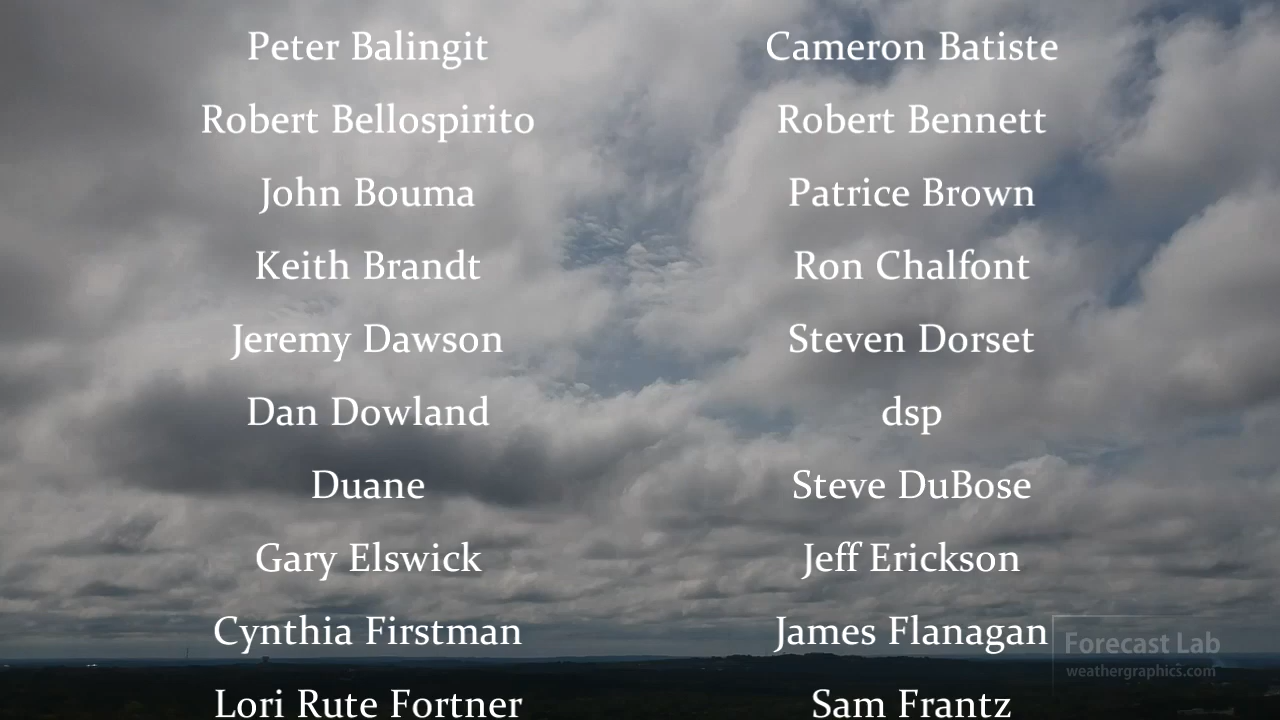 Peter Balingit
Cameron Batiste
Robert Bellospirito
Robert Bennett
John Bouma
Patrice Brown
Keith Brandt
Ron Chalfont
Jeremy Dawson
Steven Dorset
Dan Dowland
dsp
Duane
Steve DuBose
Gary Elswick
Jeff Erickson
Cynthia Firstman
James Flanagan
Forecast Lab
weathergraphics.com
Lori Rute Fortner
Sam Frantz